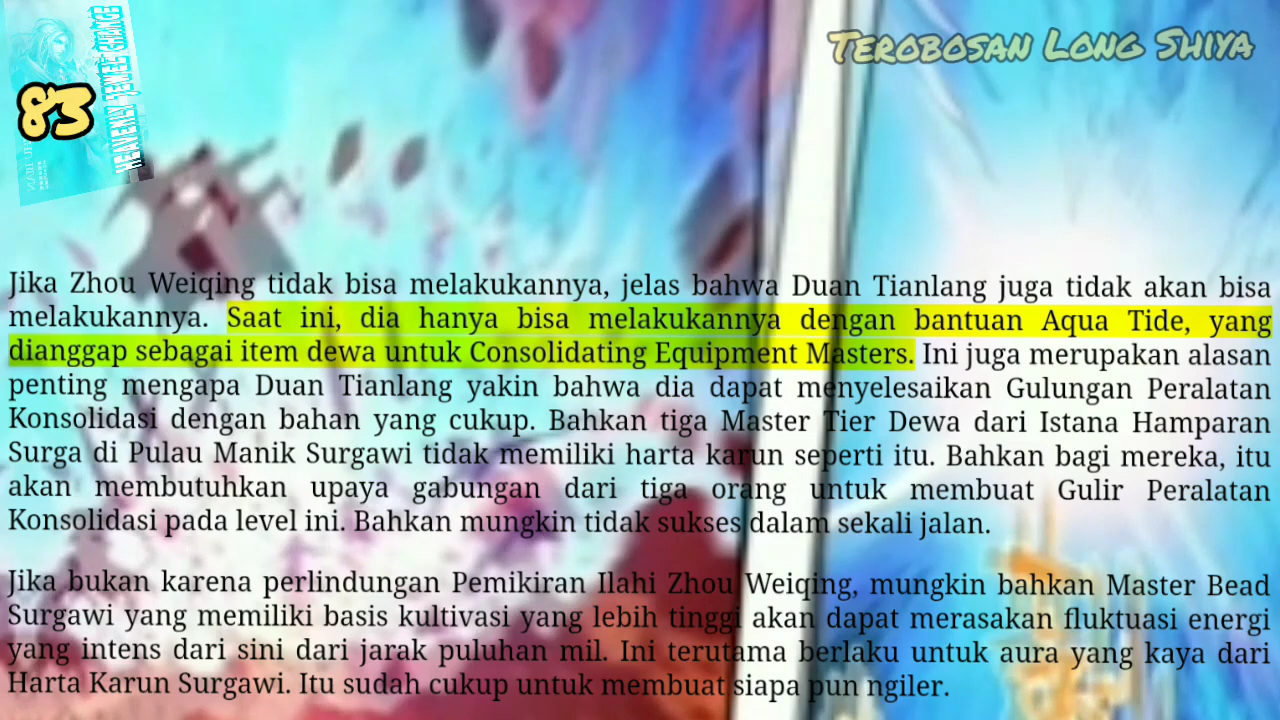 83
HEAVENLY JEWEL CHANGE
Terobosan Long Shiya
Jika Zhou Weiqing tidak bisa melakukannya, jelas bahwa Duan Tianlang juga tidak akan bisa
melakukannya. Saat ini, dia hanya bisa melakukannya dengan bantuan Aqua Tide, yang
dianggap sebagai item dewa untuk Consolidating Equipment Masters. Ini juga merupakan alasan
penting mengapa Duan Tianlang yakin bahwa dia dapat menyelesaikan Gulungan Peralatan
Konsolidasi dengan bahan yang cukup. Bahkan tiga Master Tier Dewa dari Istana Hamparan
Surga di Pulau Manik Surgawi tidak memiliki harta karun seperti itu. Bahkan bagi mereka, itu
akan membutuhkan upaya gabungan dari tiga orang untuk membuat Gulir Peralatan
Konsolidasi pada level ini. Bahkan mungkin tidak sukses dalam sekali jalan.
Jika bukan karena perlindungan Pemikiran Ilahi Zhou Weiqing, mungkin bahkan Master Bead
Surgawi yang memiliki basis kultivasi yang lebih tinggi akan dapat merasakan fluktuasi energi
yang intens dari sini dari jarak puluhan mil. Ini terutama berlaku untuk aura yang kaya dari
Harta Karun Surgawi. Itu sudah cukup untuk membuat siapa pun ngiler.